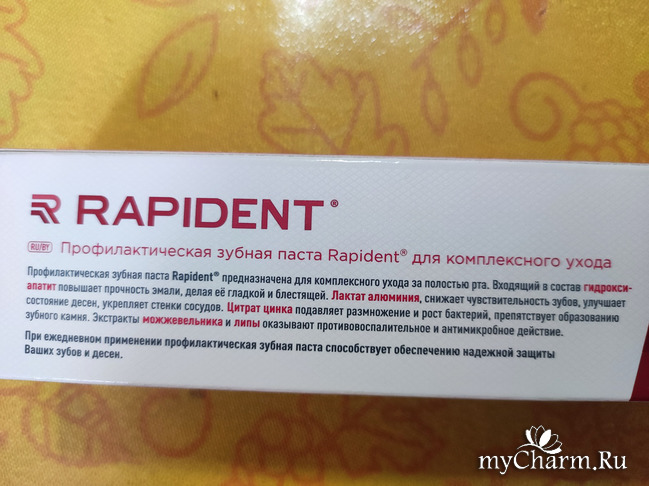 RAPIDENT®
RU/BY Профилактическая зубная паста Rapident® для комплексного ухода
Профилактическая зубная паста Rapident® предназначена для комплексного ухода за полостью рта. Входящий в состав гидрокси-
апатит повышает прочность эмали, делая её гладкой и блестящей. Лактат алюминия, снижает чувствительность зубов, улучшает
состояние десен, укрепляет стенки сосудов. Цитрат цинка подавляет размножение и рост бактерий, препятствует образованию
зубного камня. Экстракты можжевельника и липы оказывают противовоспалительное и антимикробное действие.
При ежедневном применении профилактическая зубная паста способствует обеспечению надежной защиты
Ваших зубов и десен.
myCharm.Ru